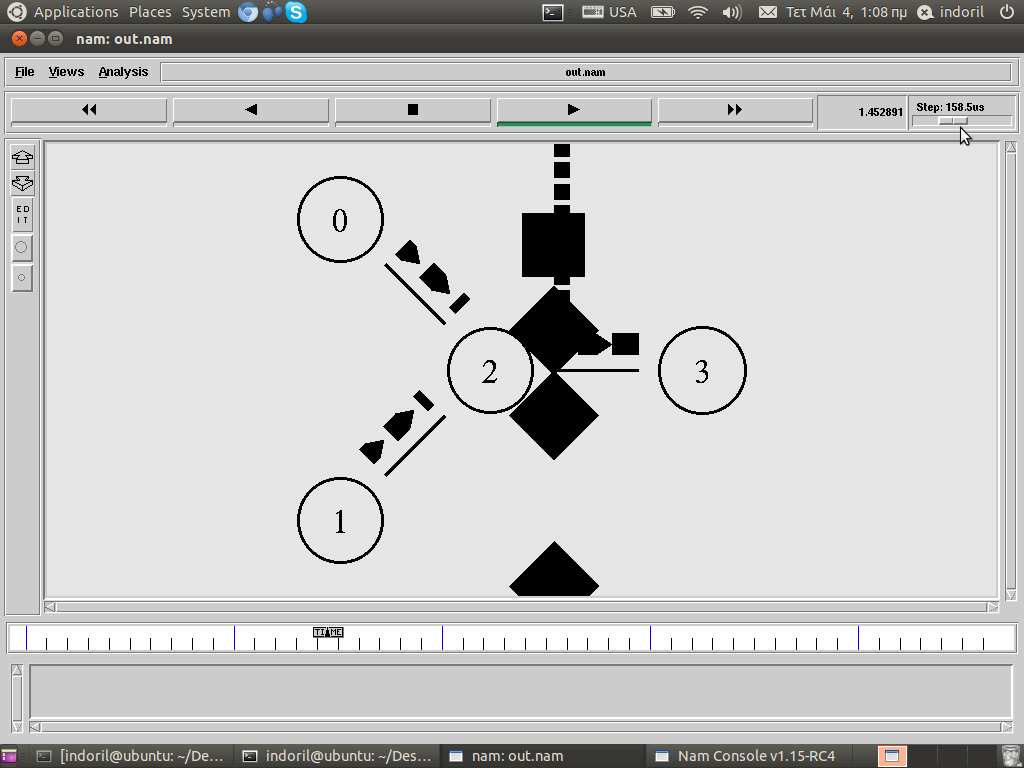 Applications Places System USA Τετ Μάι 4, 1:08 πμ indoril
nam: out.nam
File Views Analysis out.nam
1.452891 Step: 158.5us
ED
IT
0
2
3
1
TIME
[indoril@ubuntu: ~/De... indoril@ubuntu: ~/Des... nam: out.nam Nam Console v1.15-RC4